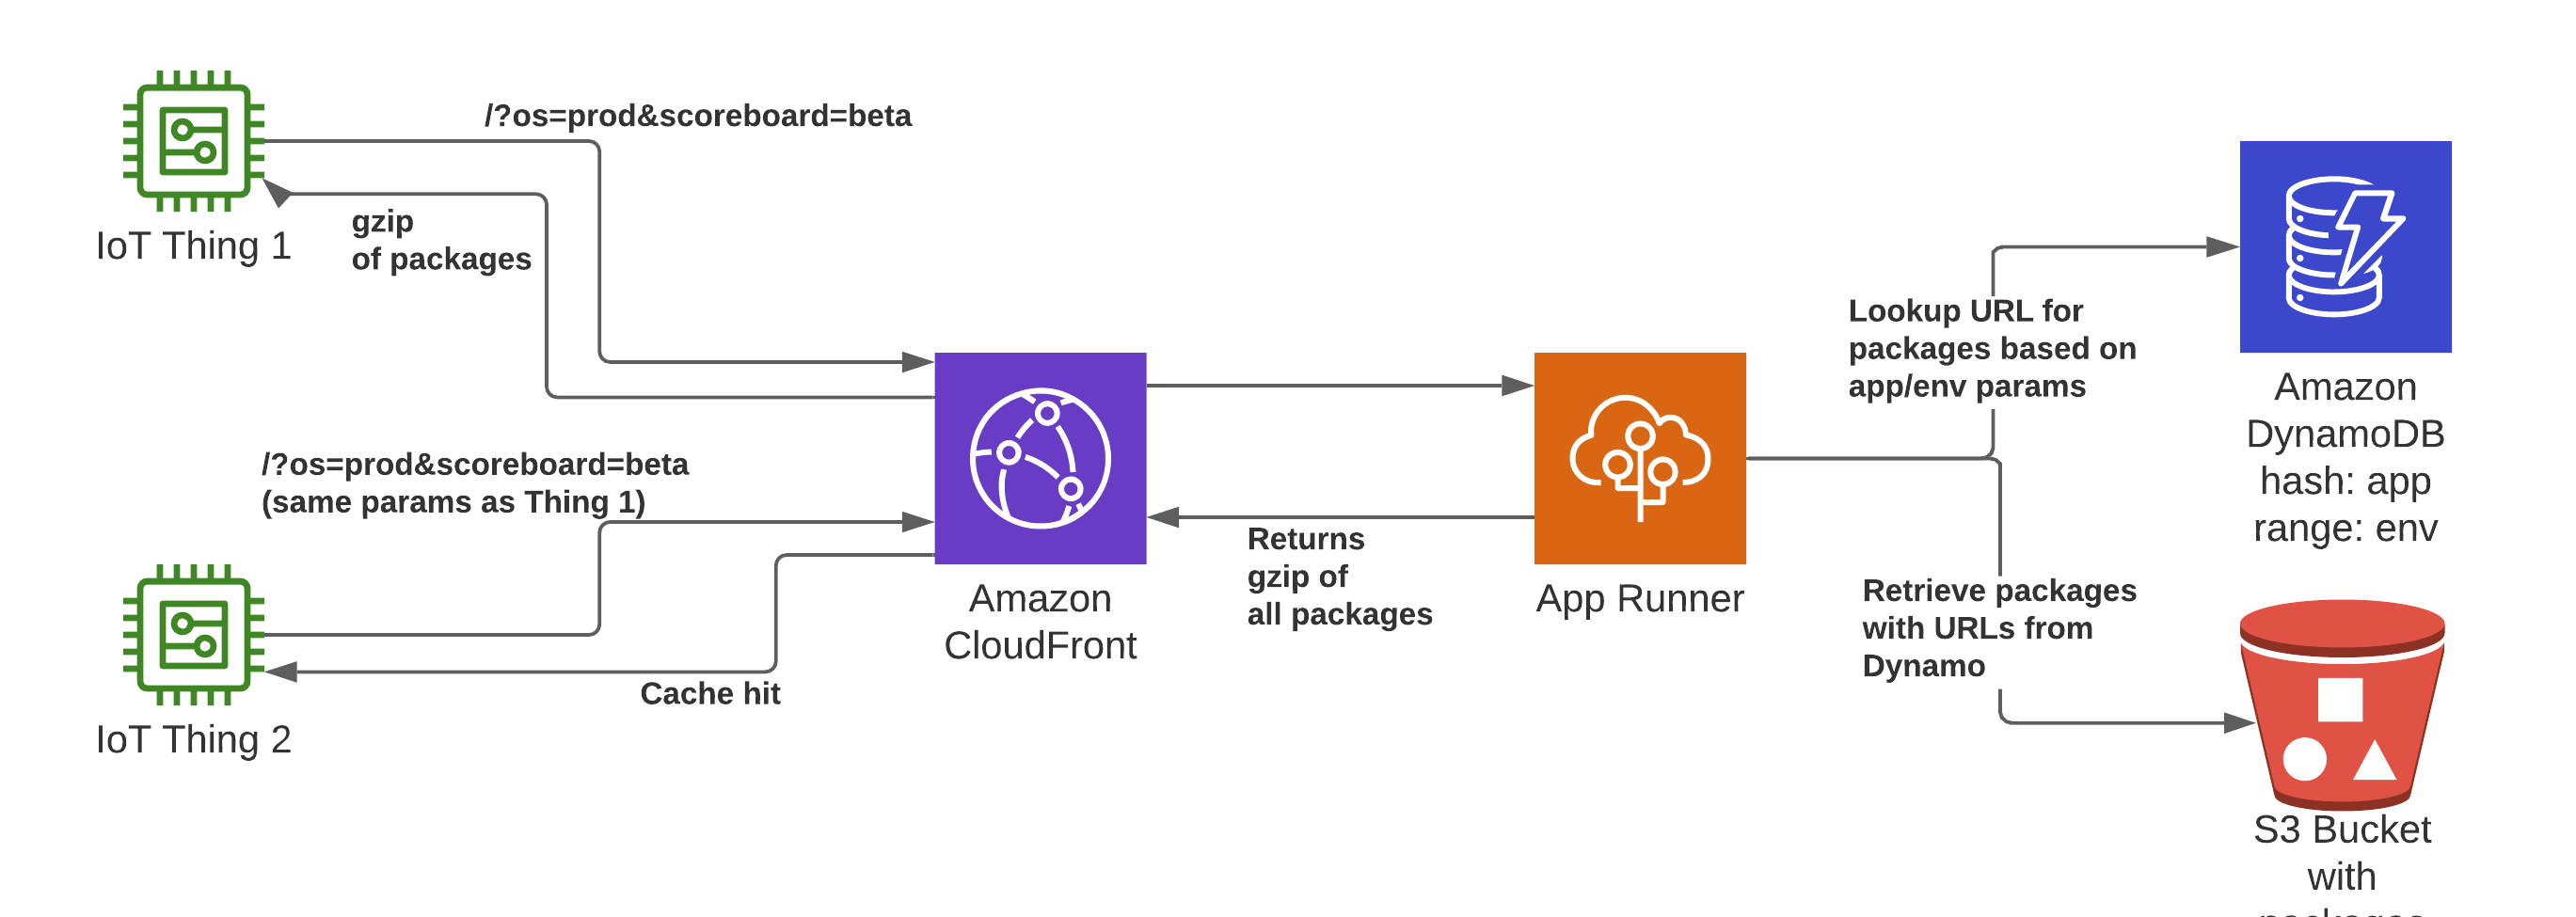 /?os=prod&scoreboard=beta
IoT Thing 1
gzip
of packages
/?os=prod&scoreboard=beta
(same params as Thing 1)
IoT Thing 2
Cache hit
Amazon
CloudFront
Returns
gzip of
all packages
App Runner
Lookup URL for
packages based on
app/env params
Retrieve packages
with URLs from
Dynamo
Amazon
DynamoDB
hash: app
range: env
S3 Bucket
with
packages